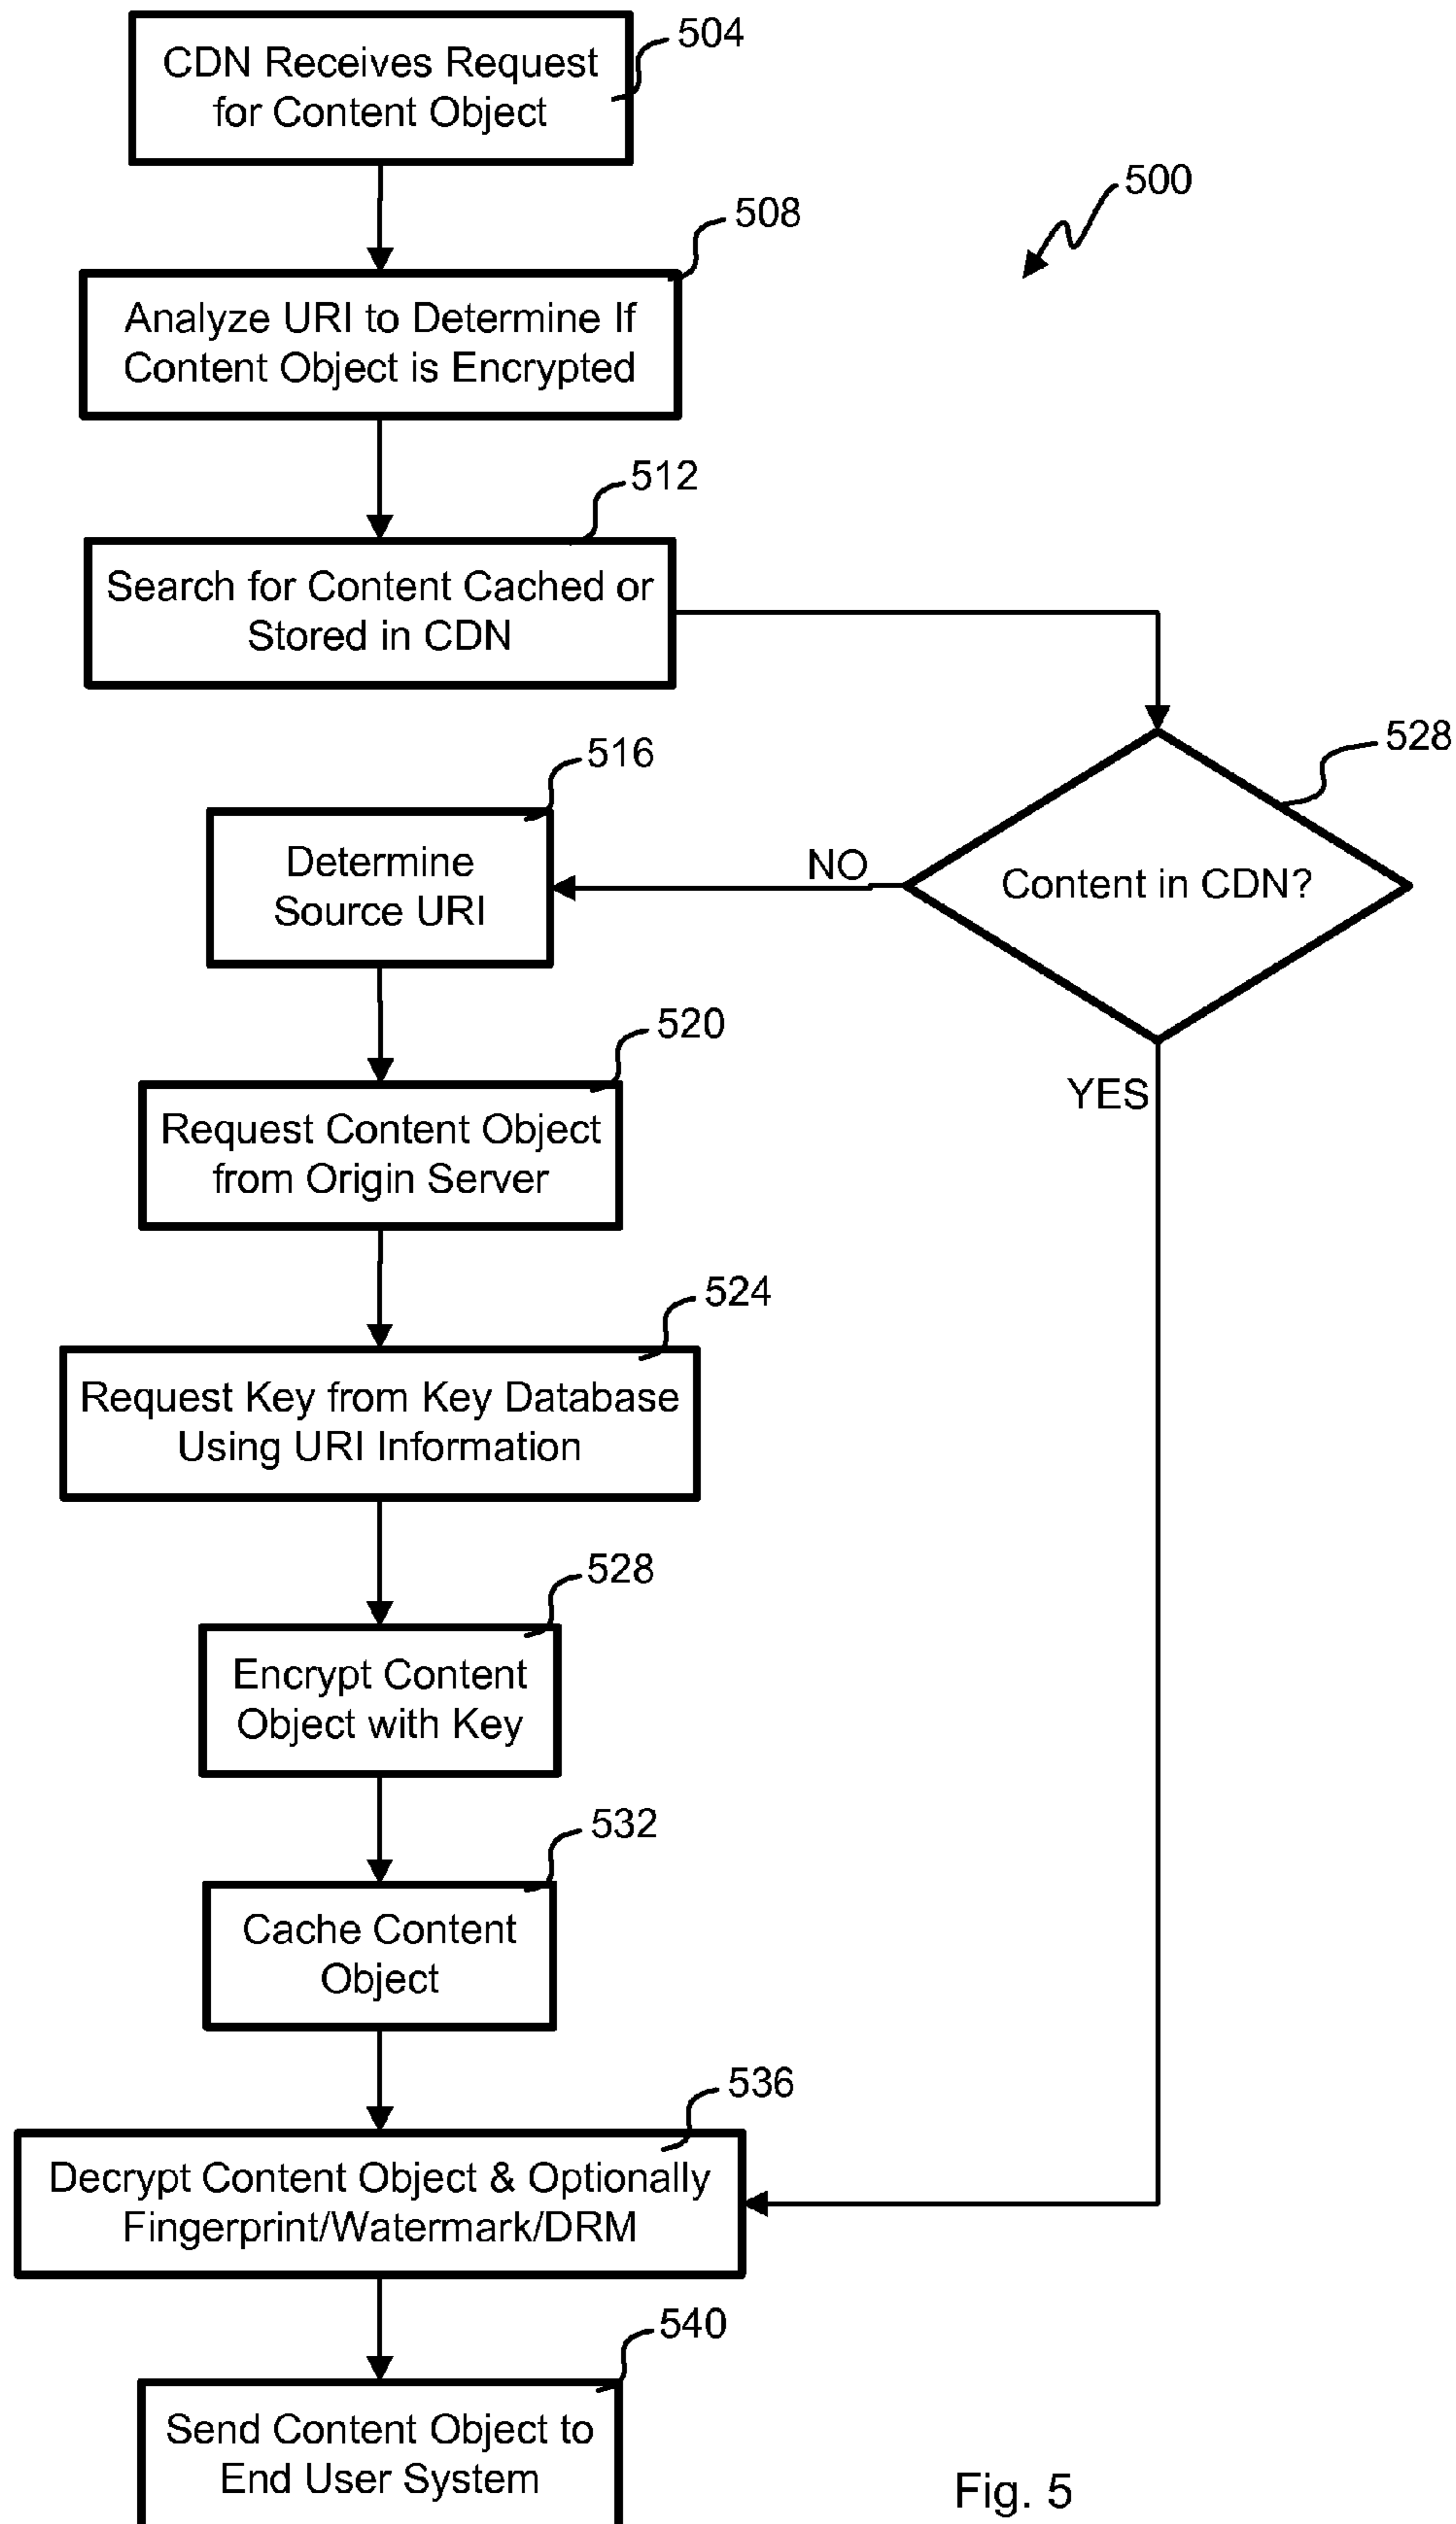 504
CDN Receives Request
for Content Object
500
508
Analyze URI to Determine If
Content Object is Encrypted
512
Search for Content Cached or
Stored in CDN
528
Content in CDN?
NO
YES
516
Determine
Source URI
520
Request Content Object
from Origin Server
524
Request Key from Key Database
Using URI Information
528
Encrypt Content
Object with Key
532
Cache Content
Object
536
Decrypt Content Object & Optionally
Fingerprint/Watermark/DRM
540
Send Content Object to
End User System
Fig. 5